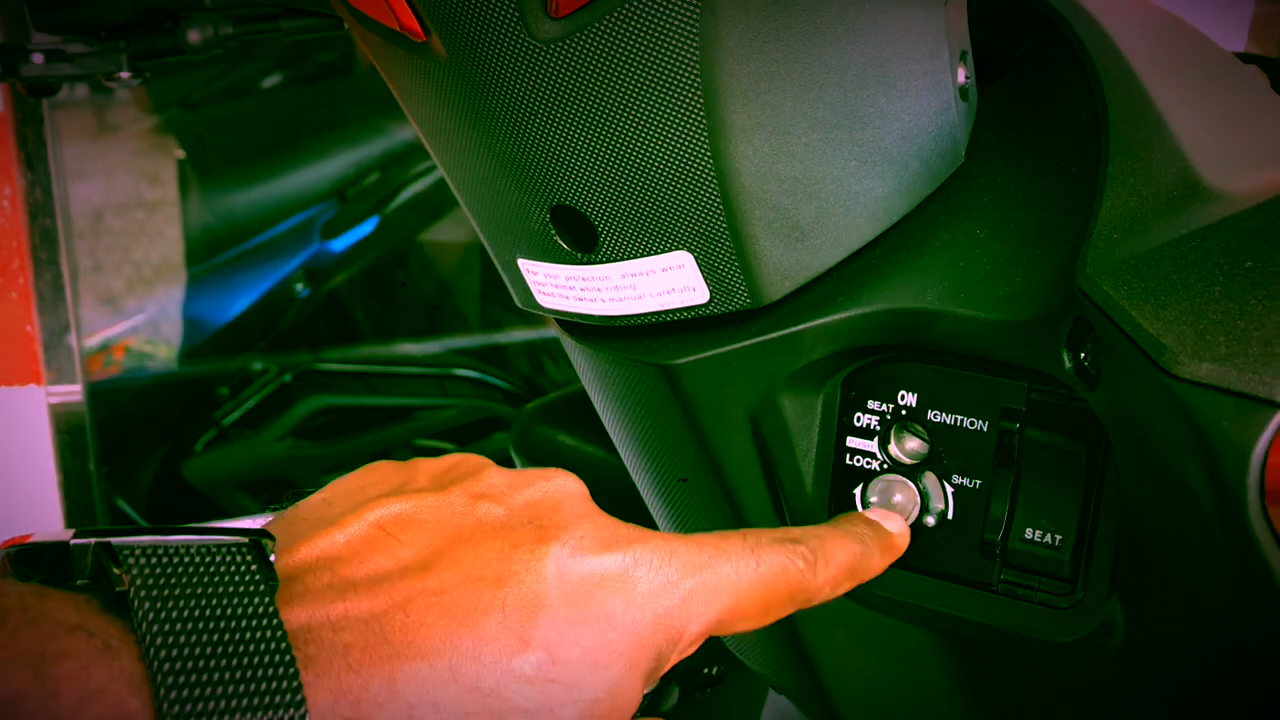 For your protection, always wear
your helmet while riding.
Read the owner's manual carefully.
ON
SEAT
IGNITION
OFF
PUSH
LOCK
SHUT
SEAT